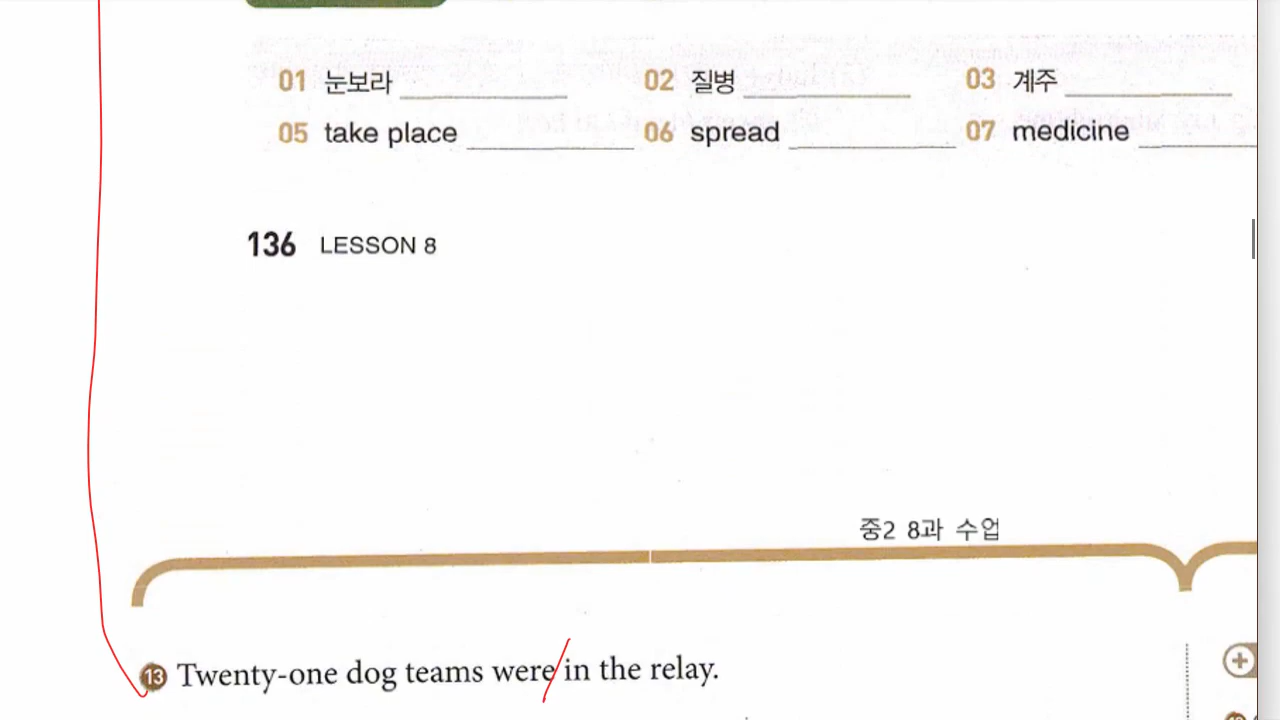 01 눈보라 02 질병 03 계주
05 take place 06 spread 07 medicine
136 LESSON 8
중2 8과 수업
13 Twenty-one dog teams were in the relay.